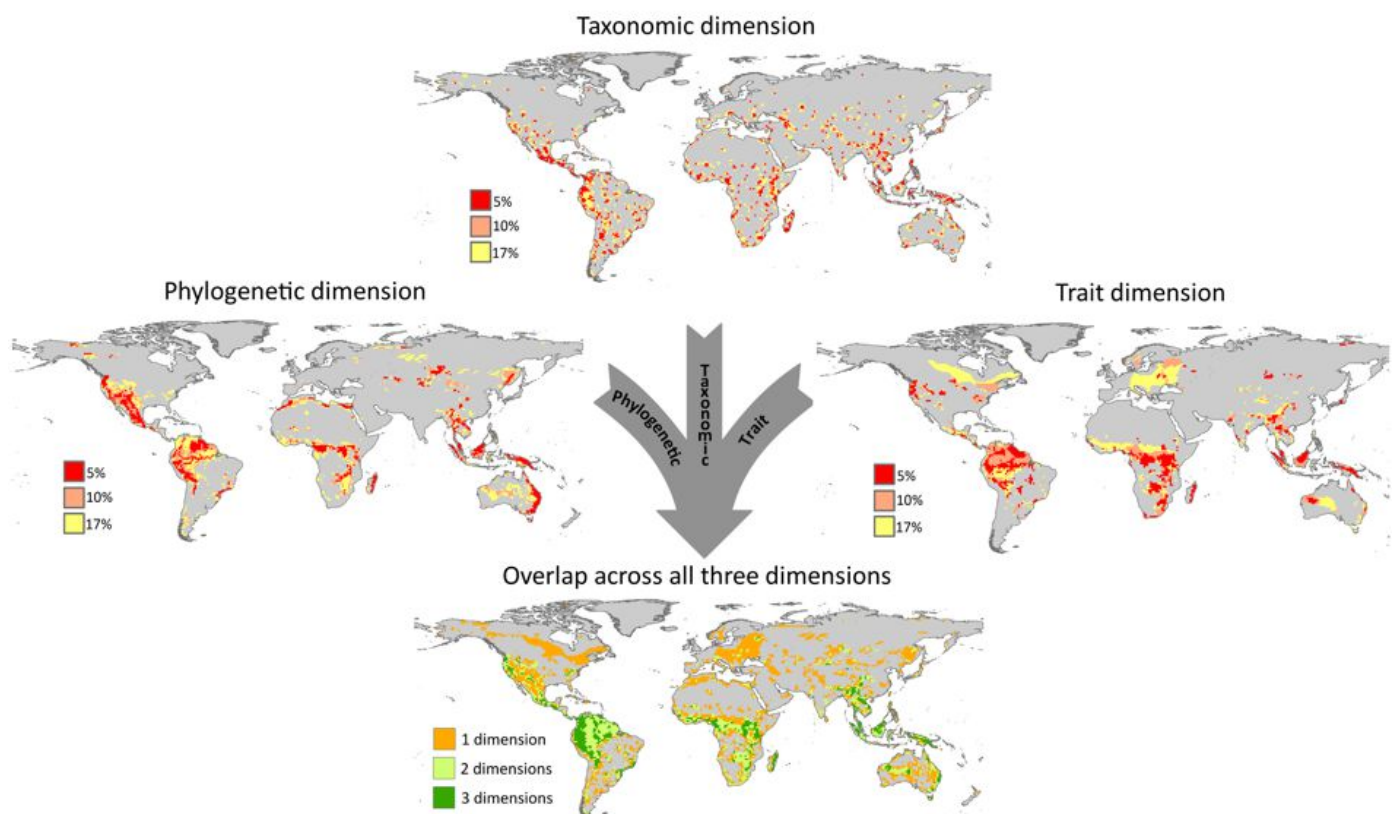 Taxonomic dimension
5%
10%
17%
Phylogenetic dimension
5%
10%
17%
Trait dimension
5%
10%
17%
Phylogenetic
Taxonomic
Trait
Overlap across all three dimensions
1 dimension
2 dimensions
3 dimensions